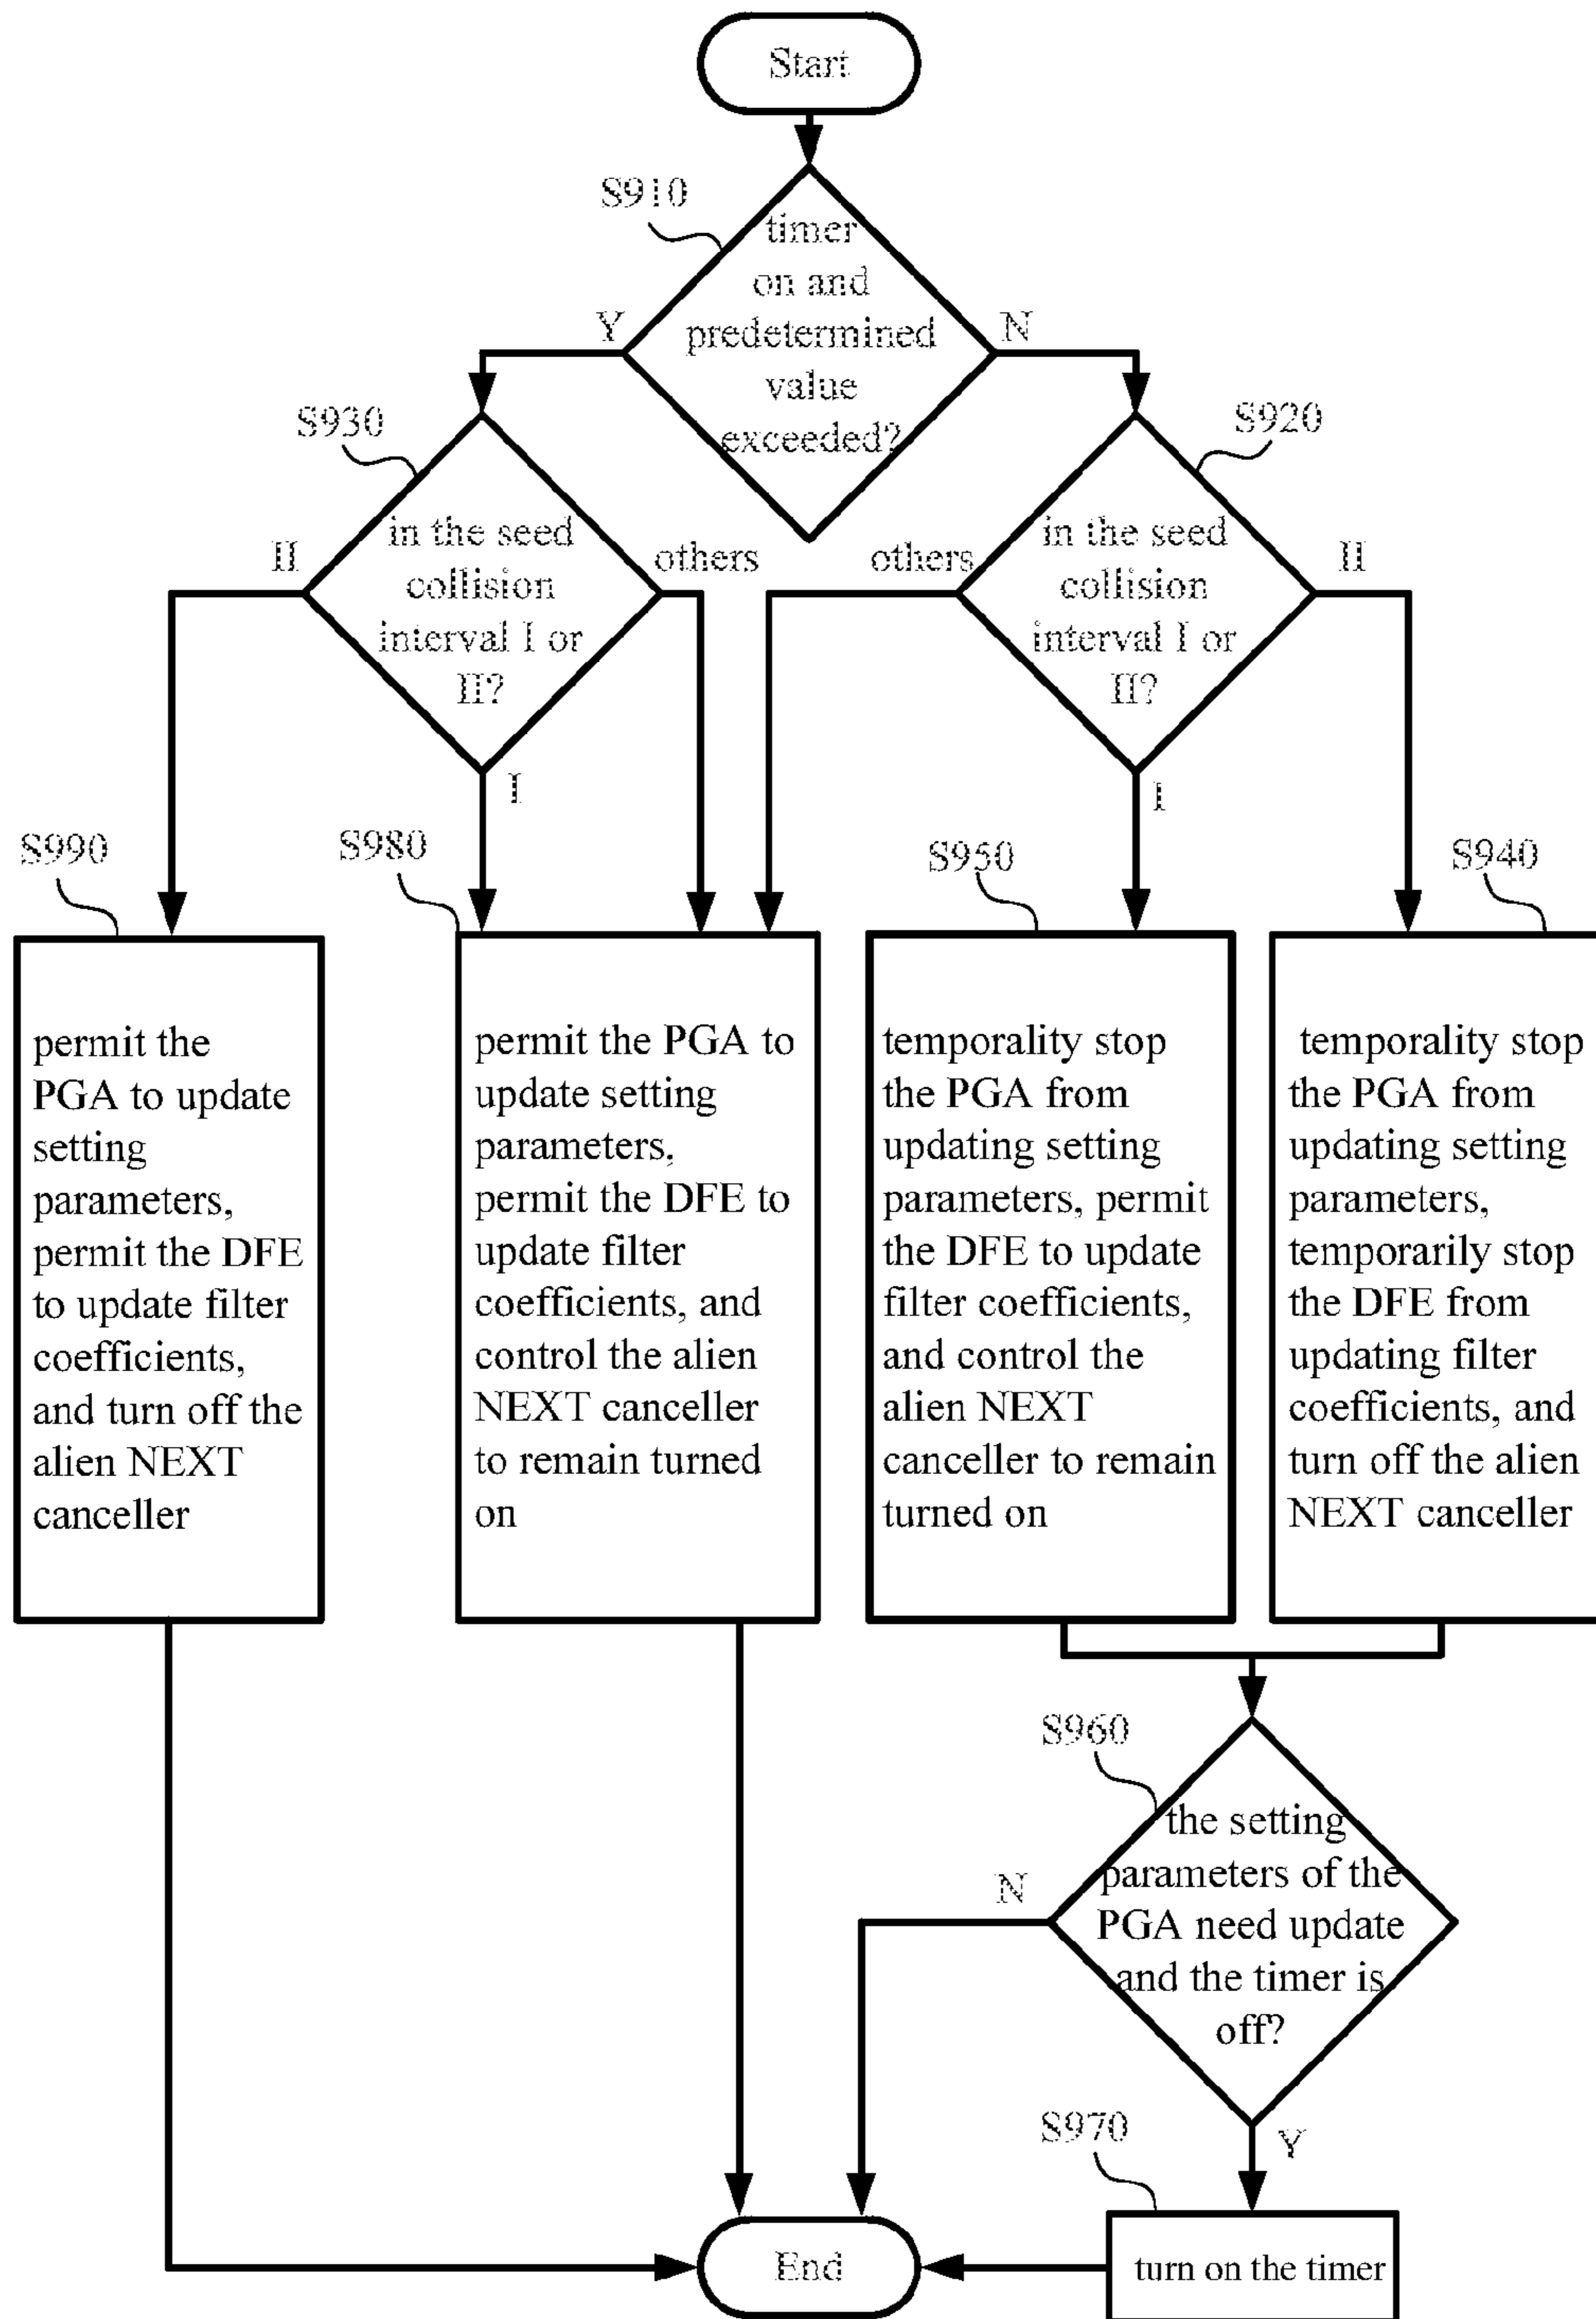 Start
S910
timer
on and
predetermined
value
exceeded?
Y
N
S930
in the seed
collision
interval I or
II?
II
others
I
S920
in the seed
collision
interval I or
II?
others
II
I
S990
permit the
PGA to update
setting
parameters,
permit the DFE
to update filter
coefficients,
and turn off the
alien NEXT
canceller
S980
permit the PGA to
update setting
parameters,
permit the DFE to
update filter
coefficients, and
control the alien
NEXT canceller
to remain turned
on
S950
temporality stop
the PGA from
updating setting
parameters, permit
the DFE to update
filter coefficients,
and control the
alien NEXT
canceller to remain
turned on
S940
temporality stop
the PGA from
updating setting
parameters,
temporarily stop
the DFE from
updating filter
coefficients, and
turn off the alien
NEXT canceller
S960
the setting
parameters of the
PGA need update
and the timer is
off?
N
Y
S970
turn on the timer
End